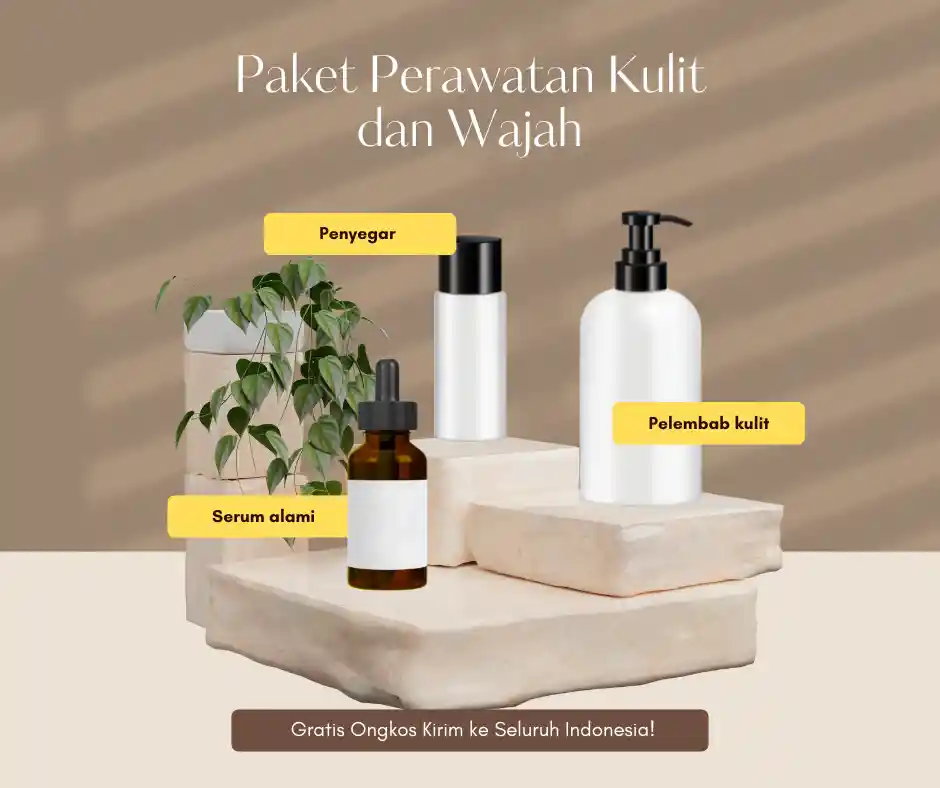 Paket Perawatan Kulit
dan Wajah
Penyegar
Pelembab kulit
Serum alami
Gratis Ongkos Kirim ke Seluruh Indonesia!